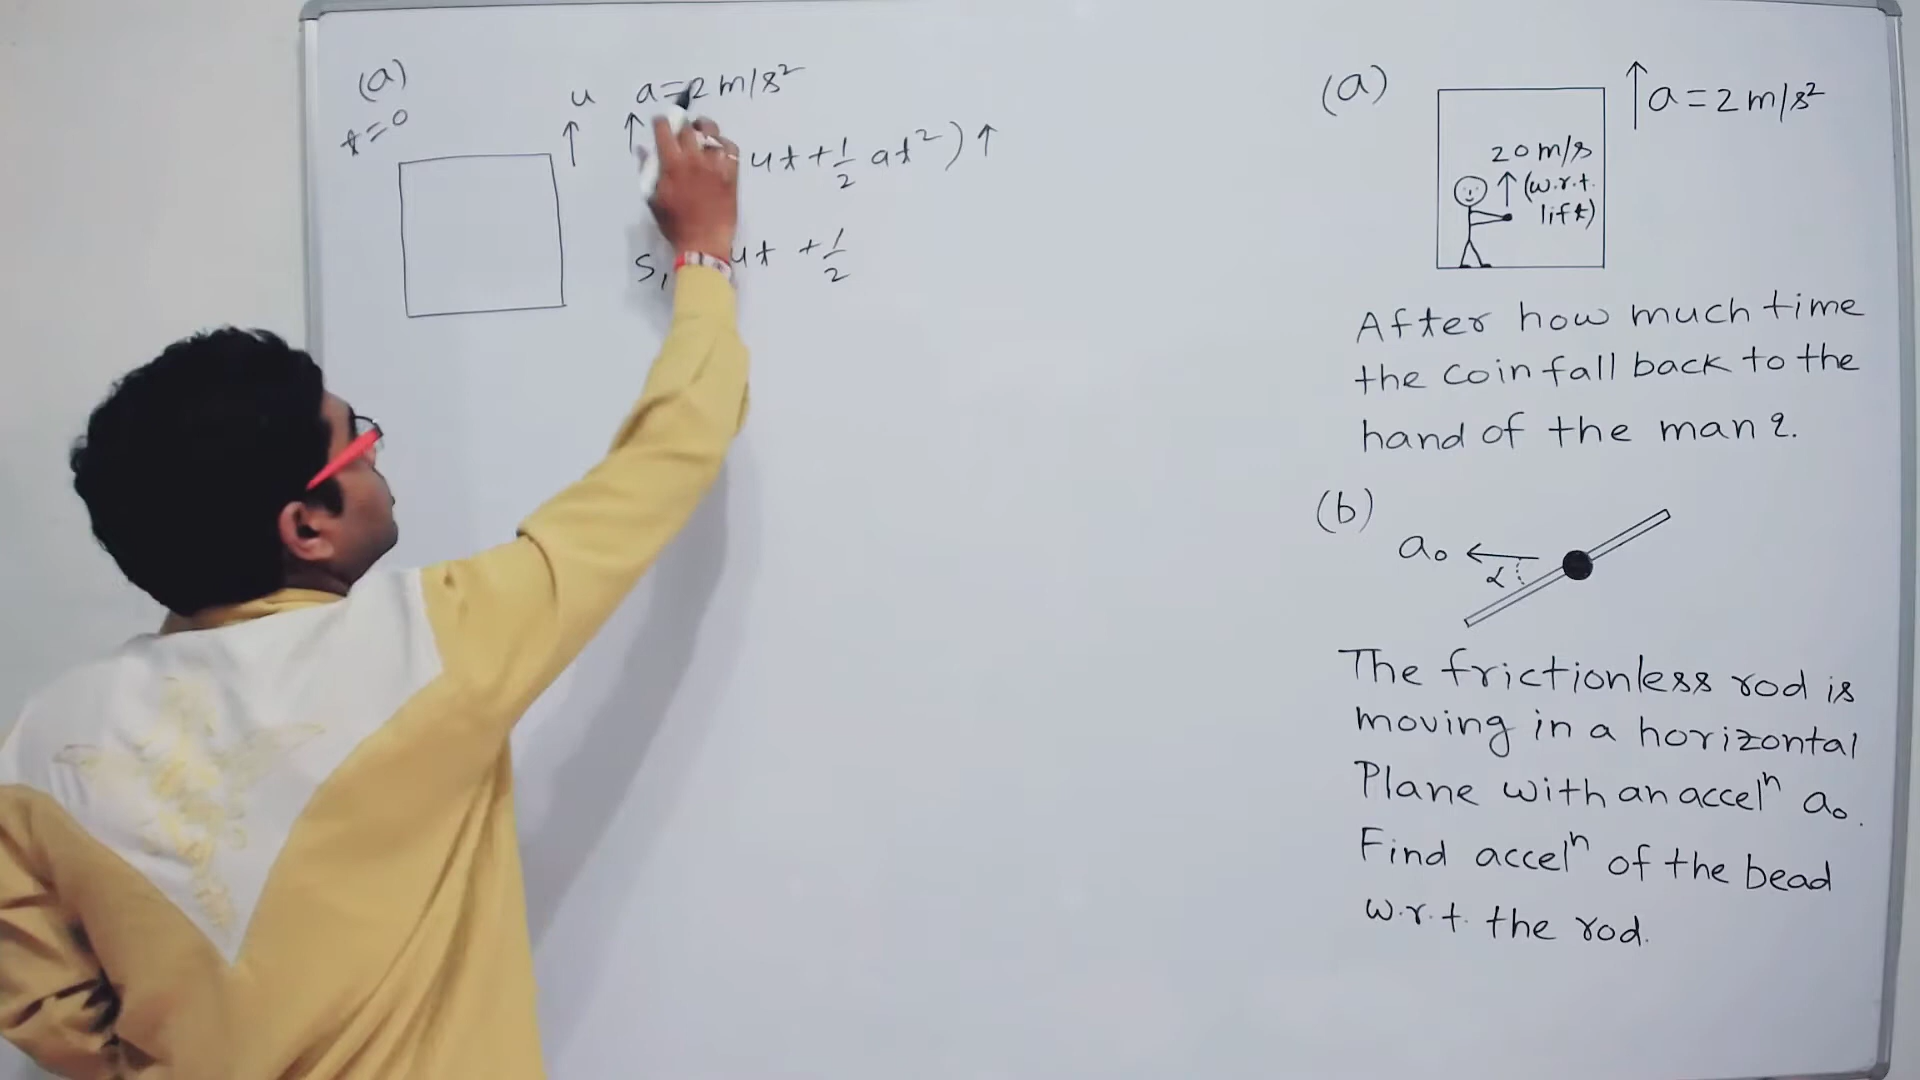 (a)
t=0
u a=2 m/s²
ut + 1/2 at²) ↑
S₁ ut + 1/2
(a)
a = 2 m/s²
20 m/s
(w.r.t.
lift)
After how much time
the coin fall back to the
hand of the man?.
(b)
a₀
α
The frictionless rod is
moving in a horizontal
Plane with an accelⁿ a₀.
Find accelⁿ of the bead
w.r.t. the rod.